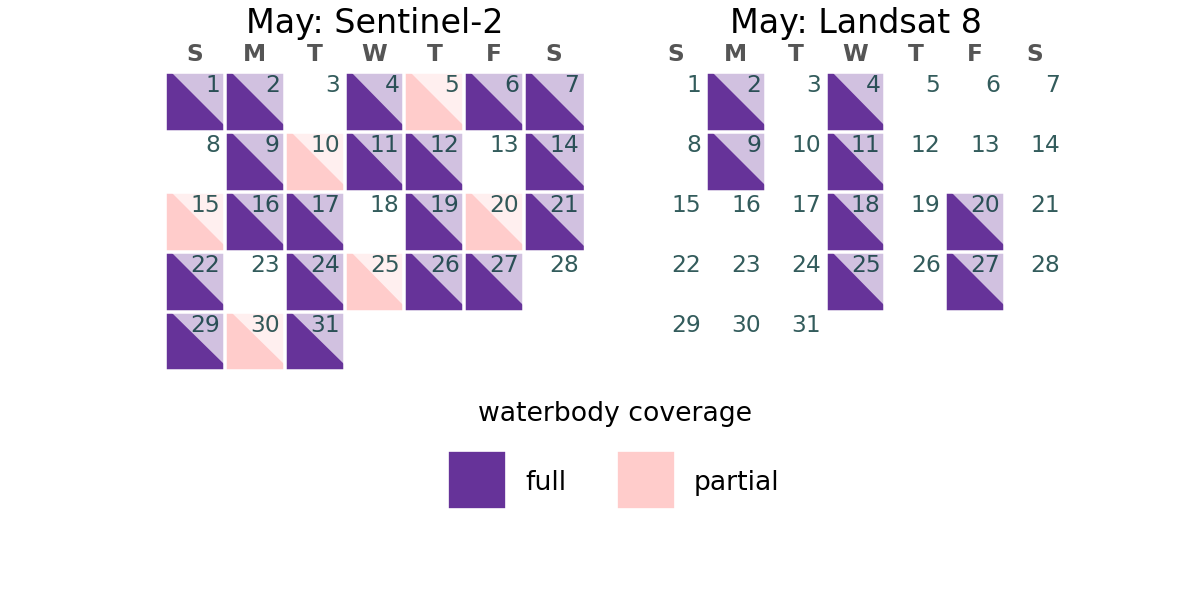 May: Sentinel-2
S M T W T F S
1 2 3 4 5 6 7
8 9 10 11 12 13 14
15 16 17 18 19 20 21
22 23 24 25 26 27 28
29 30 31
May: Landsat 8
S M T W T F S
1 2 3 4 5 6 7
8 9 10 11 12 13 14
15 16 17 18 19 20 21
22 23 24 25 26 27 28
29 30 31
waterbody coverage
full partial